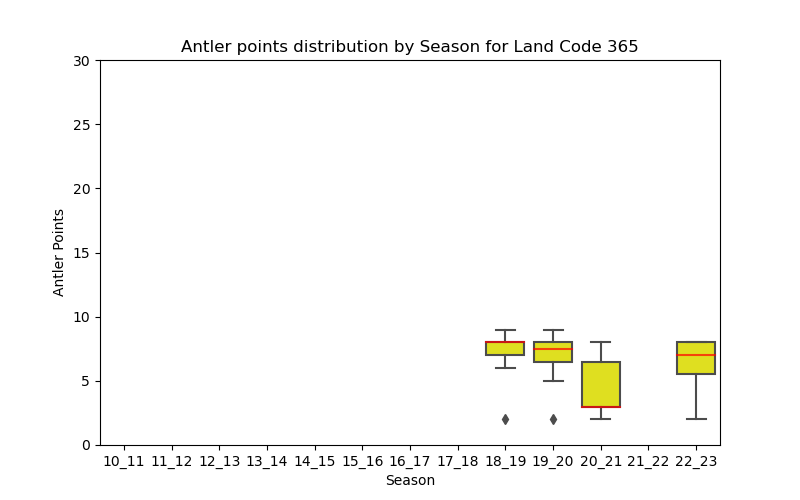 Antler points distribution by Season for Land Code 365
30
25
20
15
10
5
0
Antler Points
10_11 11_12 12_13 13_14 14_15 15_16 16_17 17_18 18_19 19_20 20_21 21_22 22_23
Season